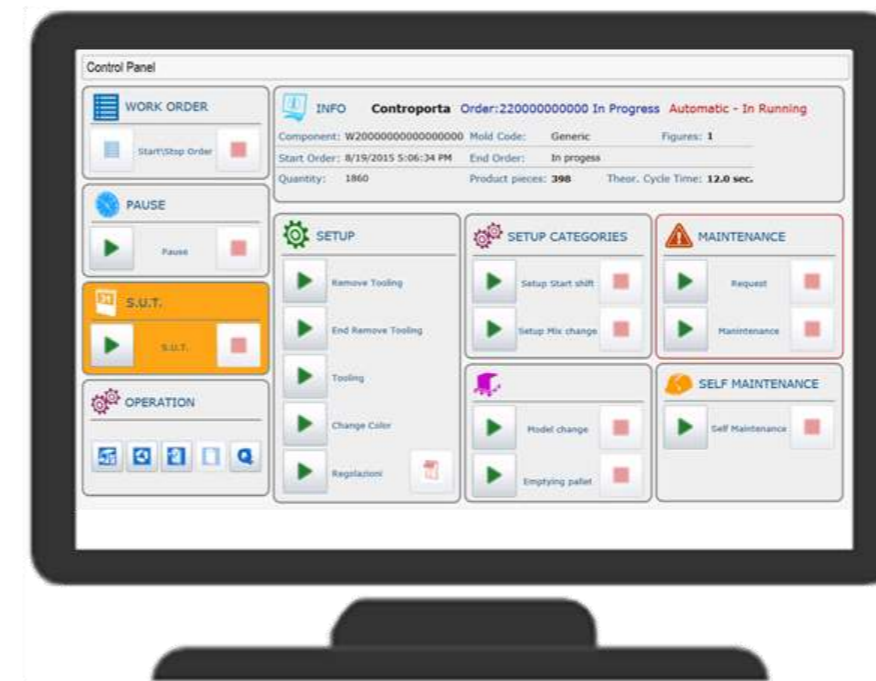 Control Panel
WORK ORDER
Start\Stop Order
PAUSE
Pause
S.U.T.
S.U.T.
OPERATION
INFO Controporta Order:220000000000 In Progress Automatic - In Running
Component: W20000000000000000 Mold Code: Generic Figures: 1
Start Order: 8/19/2015 5:06:34 PM End Order: In progess
Quantity: 1860 Product pieces: 398 Theor. Cycle Time: 12.0 sec.
SETUP
Remove Tooling
End Remove Tooling
Tooling
Change Color
Regolazioni
SETUP CATEGORIES
Setup Start shift
Setup Mix change
Model change
Emptying pallet
MAINTENANCE
Request
Manintenance
SELF MAINTENANCE
Self Maintenance